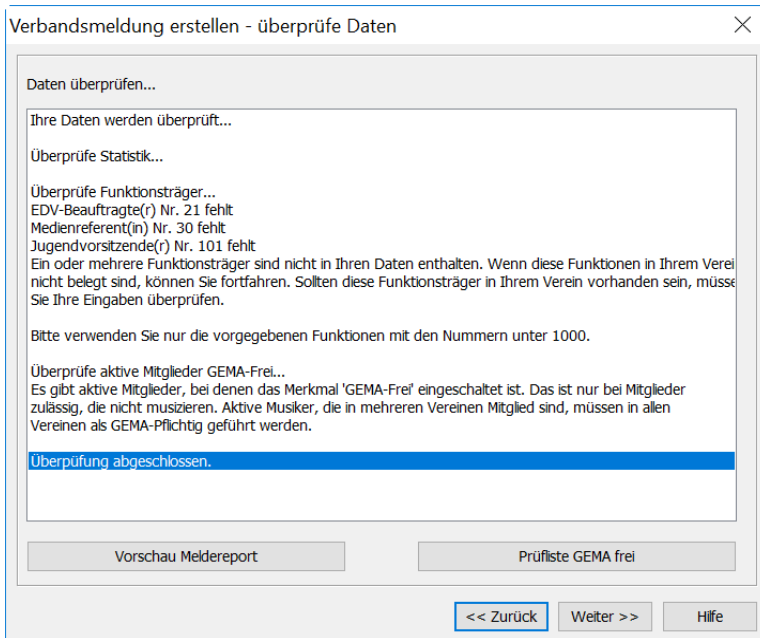 Verbandsmeldung erstellen - überprüfe Daten
Daten überprüfen...
Ihre Daten werden überprüft...
Überprüfe Statistik...
Überprüfe Funktionsträger...
EDV-Beauftragte(r) Nr. 21 fehlt
Medienreferent(in) Nr. 30 fehlt
Jugendvorsitzende(r) Nr. 101 fehlt
Ein oder mehrere Funktionsträger sind nicht in Ihren Daten enthalten. Wenn diese Funktionen in Ihrem Verei
nicht belegt sind, können Sie fortfahren. Sollten diese Funktionsträger in Ihrem Verein vorhanden sein, müsse
Sie Ihre Eingaben überprüfen.
Bitte verwenden Sie nur die vorgegebenen Funktionen mit den Nummern unter 1000.
Überprüfe aktive Mitglieder GEMA-Frei...
Es gibt aktive Mitglieder, bei denen das Merkmal 'GEMA-Frei' eingeschaltet ist. Das ist nur bei Mitglieder
zulässig, die nicht musizieren. Aktive Musiker, die in mehreren Vereinen Mitglied sind, müssen in allen
Vereinen als GEMA-Pflichtig geführt werden.
Überpüfung abgeschlossen.
Vorschau Meldereport
Prüfliste GEMA frei
<< Zurück
Weiter >>
Hilfe